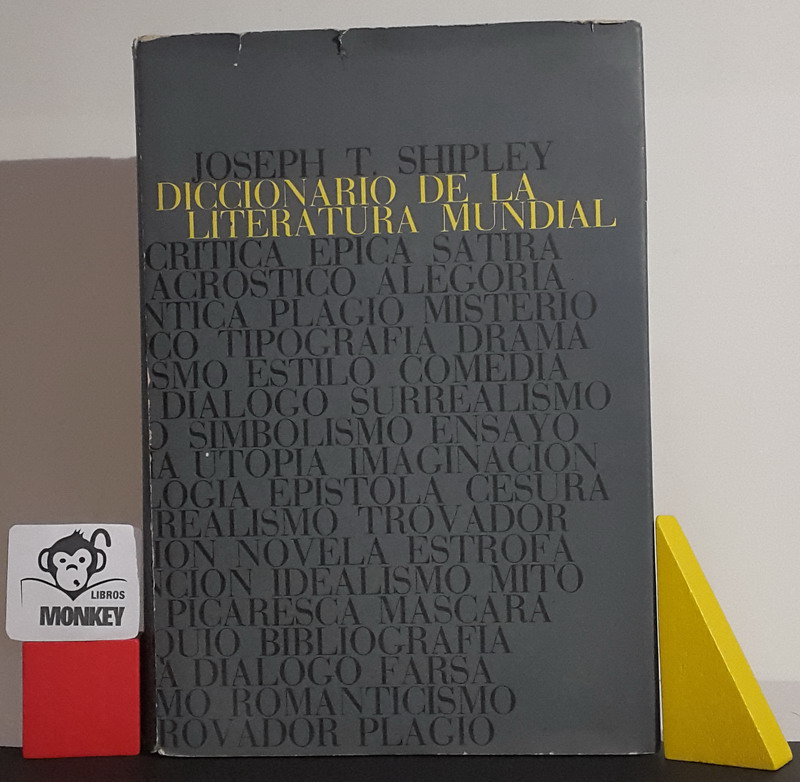 JOSEPH T. SHIPLEY
DICCIONARIO DE LA
LITERATURA MUNDIAL
CRITICA EPICA SATIRA
ACROSTICO ALEGORIA
NTICA PLAGIO MISTERIO
CO TIPOGRAFIA DRAMA
SMO ESTILO COMEDIA
DIALOGO SURREALISMO
O SIMBOLISMO ENSAYO
IA UTOPIA IMAGINACION
LOGIA EPISTOLA CESURA
REALISMO TROVADOR
ION NOVELA ESTROFA
NCION IDEALISMO MITO
PICARESCA MASCARA
QUIO BIBLIOGRAFIA
A DIALOGO FARSA
MO ROMANTICISMO
ROVADOR PLAGIO
LIBROS
MONKEY